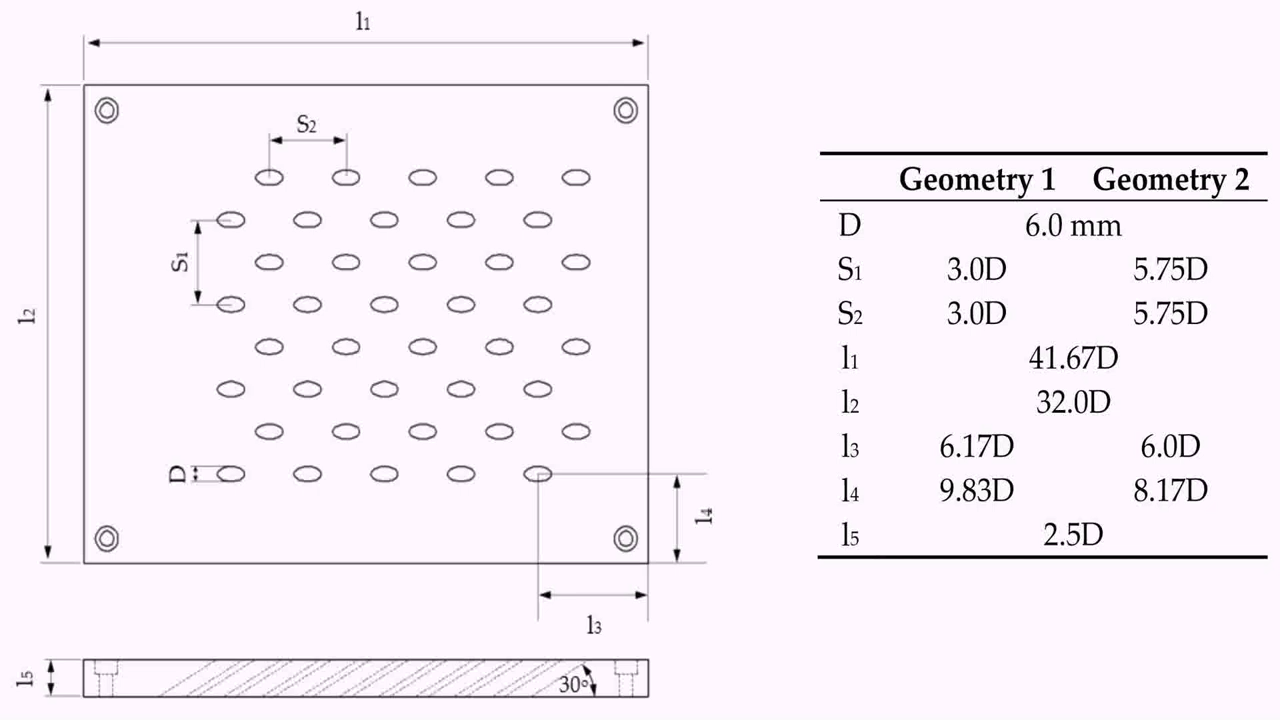 l1
S2
S1
l2
D
l4
l3
l5
30°
Geometry 1 Geometry 2
D 6.0 mm
S1 3.0D 5.75D
S2 3.0D 5.75D
l1 41.67D
l2 32.0D
l3 6.17D 6.0D
l4 9.83D 8.17D
l5 2.5D